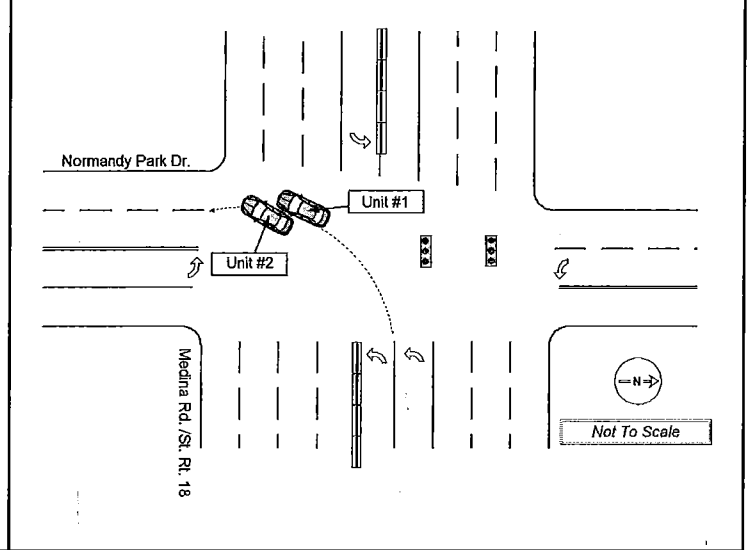 Normandy Park Dr.
Unit #1
Unit #2
Medina Rd. /St. Rt. 18
N
Not To Scale